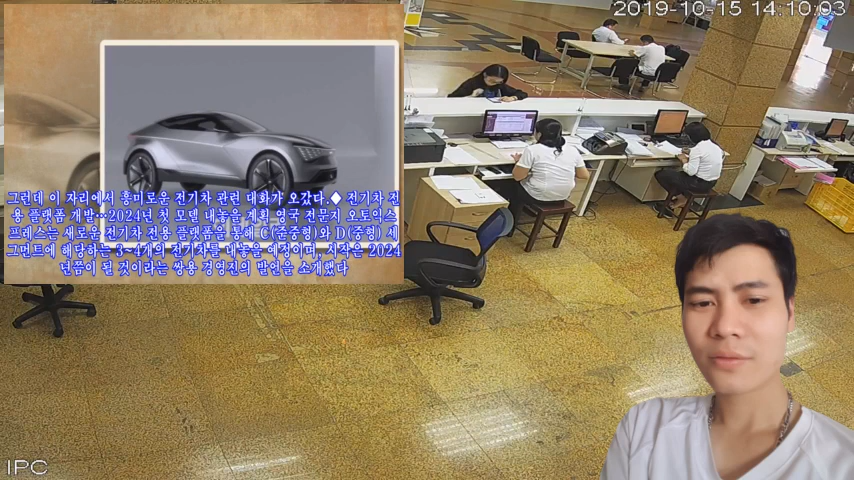 2019-10-15 14:10:03
그런데 이 자리에서 흥미로운 전기차 관련 대화가 오갔다.◆ 전기차 전
용 플랫폼 개발…2024년 첫 모델 내놓을 계획 영국 전문지 오토익스
프레스는 새로운 전기차 전용 플랫폼을 통해 C(준중형)와 D(중형) 세
그먼트에 해당하는 3~4개의 전기차를 내놓을 예정이며, 시작은 2024
년쯤이 될 것이라는 쌍용 경영진의 발언을 소개했다
IPC